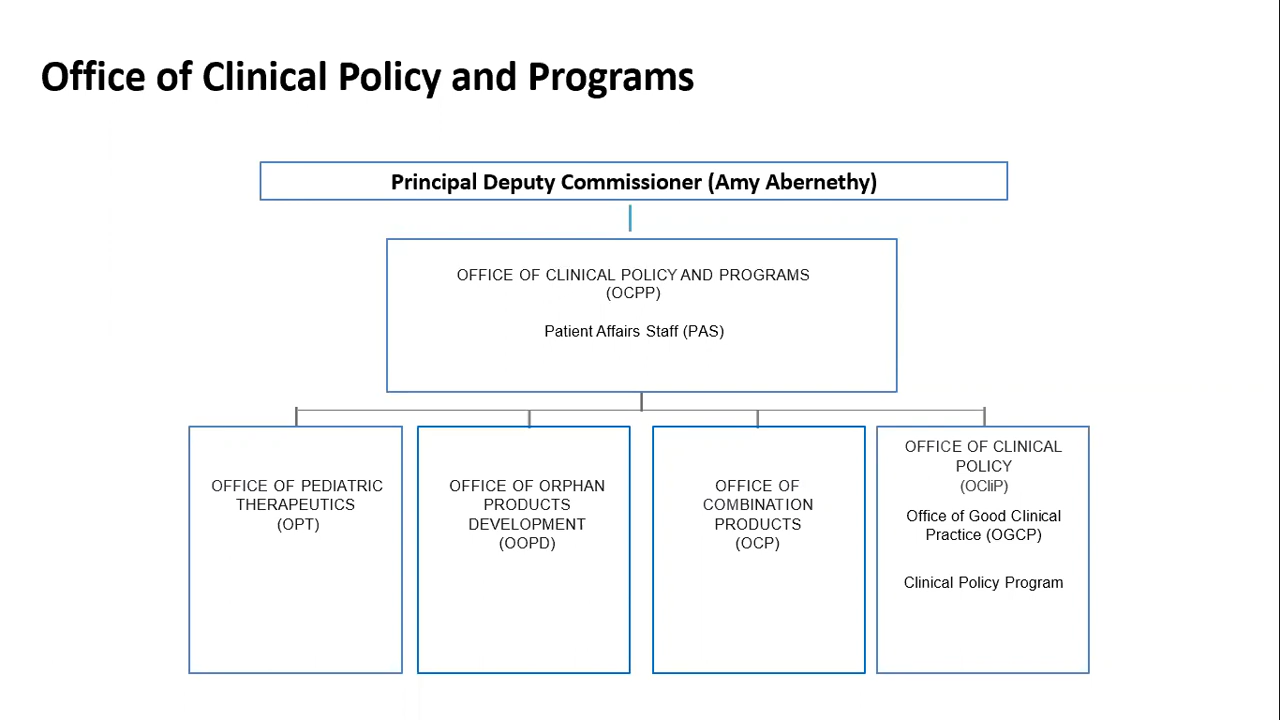 Office of Clinical Policy and Programs
Principal Deputy Commissioner (Amy Abernethy)
OFFICE OF CLINICAL POLICY AND PROGRAMS
(OCPP)
Patient Affairs Staff (PAS)
OFFICE OF PEDIATRIC
THERAPEUTICS
(OPT)
OFFICE OF ORPHAN
PRODUCTS
DEVELOPMENT
(OOPD)
OFFICE OF
COMBINATION
PRODUCTS
(OCP)
OFFICE OF CLINICAL
POLICY
(OCliP)
Office of Good Clinical
Practice (OGCP)
Clinical Policy Program